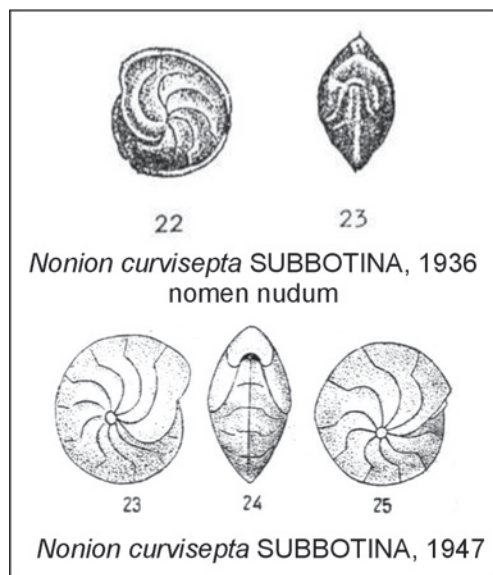 22 23
Nonion curvisepta SUBBOTINA, 1936
nomen nudum
23 24 25
Nonion curvisepta SUBBOTINA, 1947